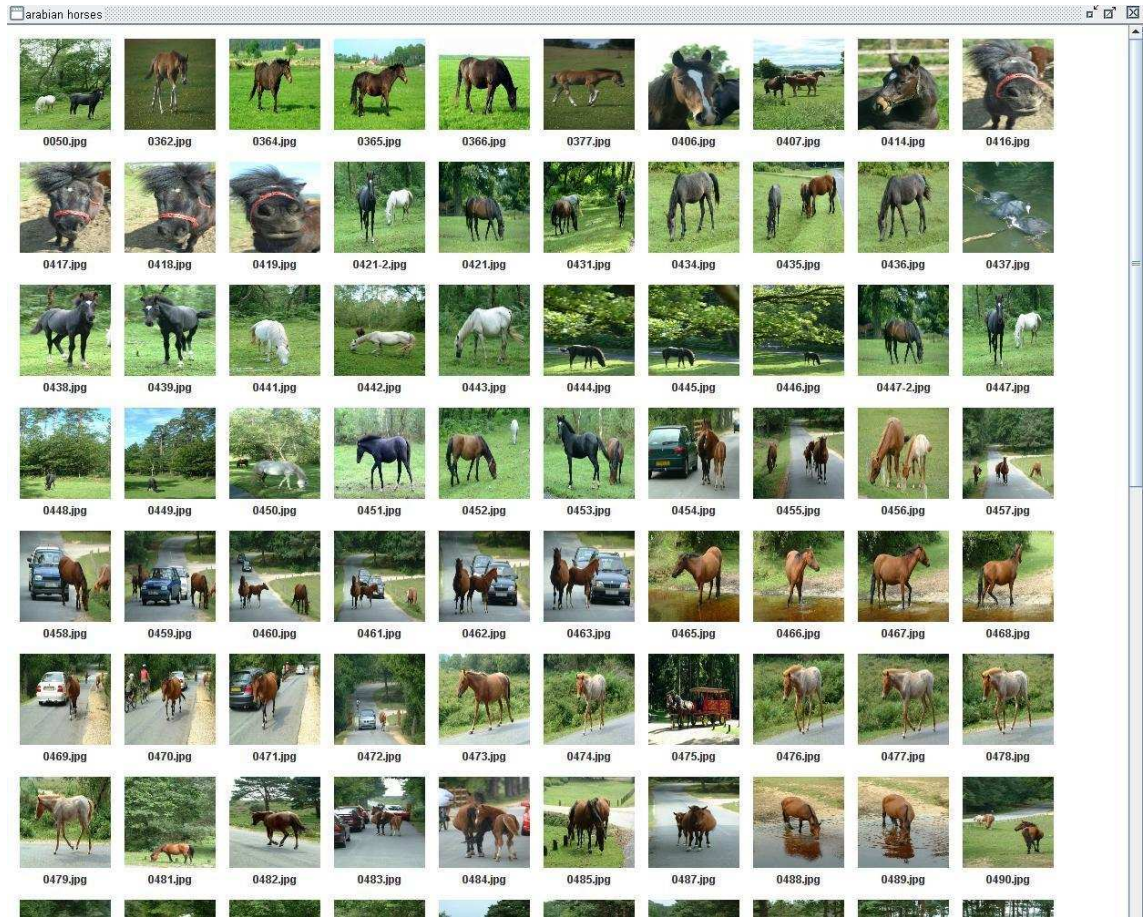 arabian horses
0050.jpg 0362.jpg 0364.jpg 0365.jpg 0366.jpg 0377.jpg 0406.jpg 0407.jpg 0414.jpg 0416.jpg
0417.jpg 0418.jpg 0419.jpg 0421-2.jpg 0421.jpg 0431.jpg 0434.jpg 0435.jpg 0436.jpg 0437.jpg
0438.jpg 0439.jpg 0441.jpg 0442.jpg 0443.jpg 0444.jpg 0445.jpg 0446.jpg 0447-2.jpg 0447.jpg
0448.jpg 0449.jpg 0450.jpg 0451.jpg 0452.jpg 0453.jpg 0454.jpg 0455.jpg 0456.jpg 0457.jpg
0458.jpg 0459.jpg 0460.jpg 0461.jpg 0462.jpg 0463.jpg 0465.jpg 0466.jpg 0467.jpg 0468.jpg
0469.jpg 0470.jpg 0471.jpg 0472.jpg 0473.jpg 0474.jpg 0475.jpg 0476.jpg 0477.jpg 0478.jpg
0479.jpg 0481.jpg 0482.jpg 0483.jpg 0484.jpg 0485.jpg 0487.jpg 0488.jpg 0489.jpg 0490.jpg